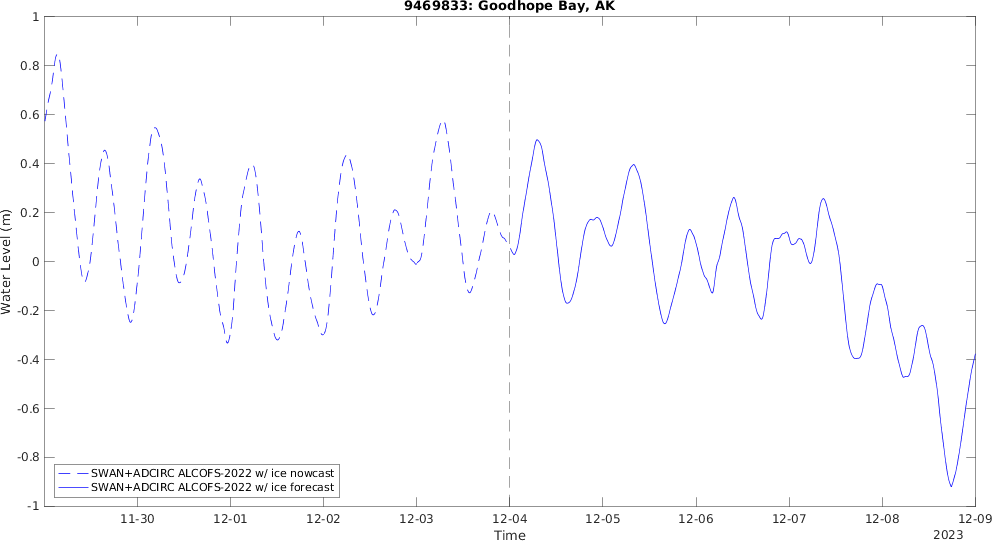 9469833: Goodhope Bay, AK
1
0.8
0.6
0.4
0.2
0
-0.2
-0.4
-0.6
-0.8
-1
Water Level (m)
SWAN+ADCIRC ALCOFS-2022 w/ ice nowcast
SWAN+ADCIRC ALCOFS-2022 w/ ice forecast
11-30 12-01 12-02 12-03 12-04 12-05 12-06 12-07 12-08 12-09
Time
2023